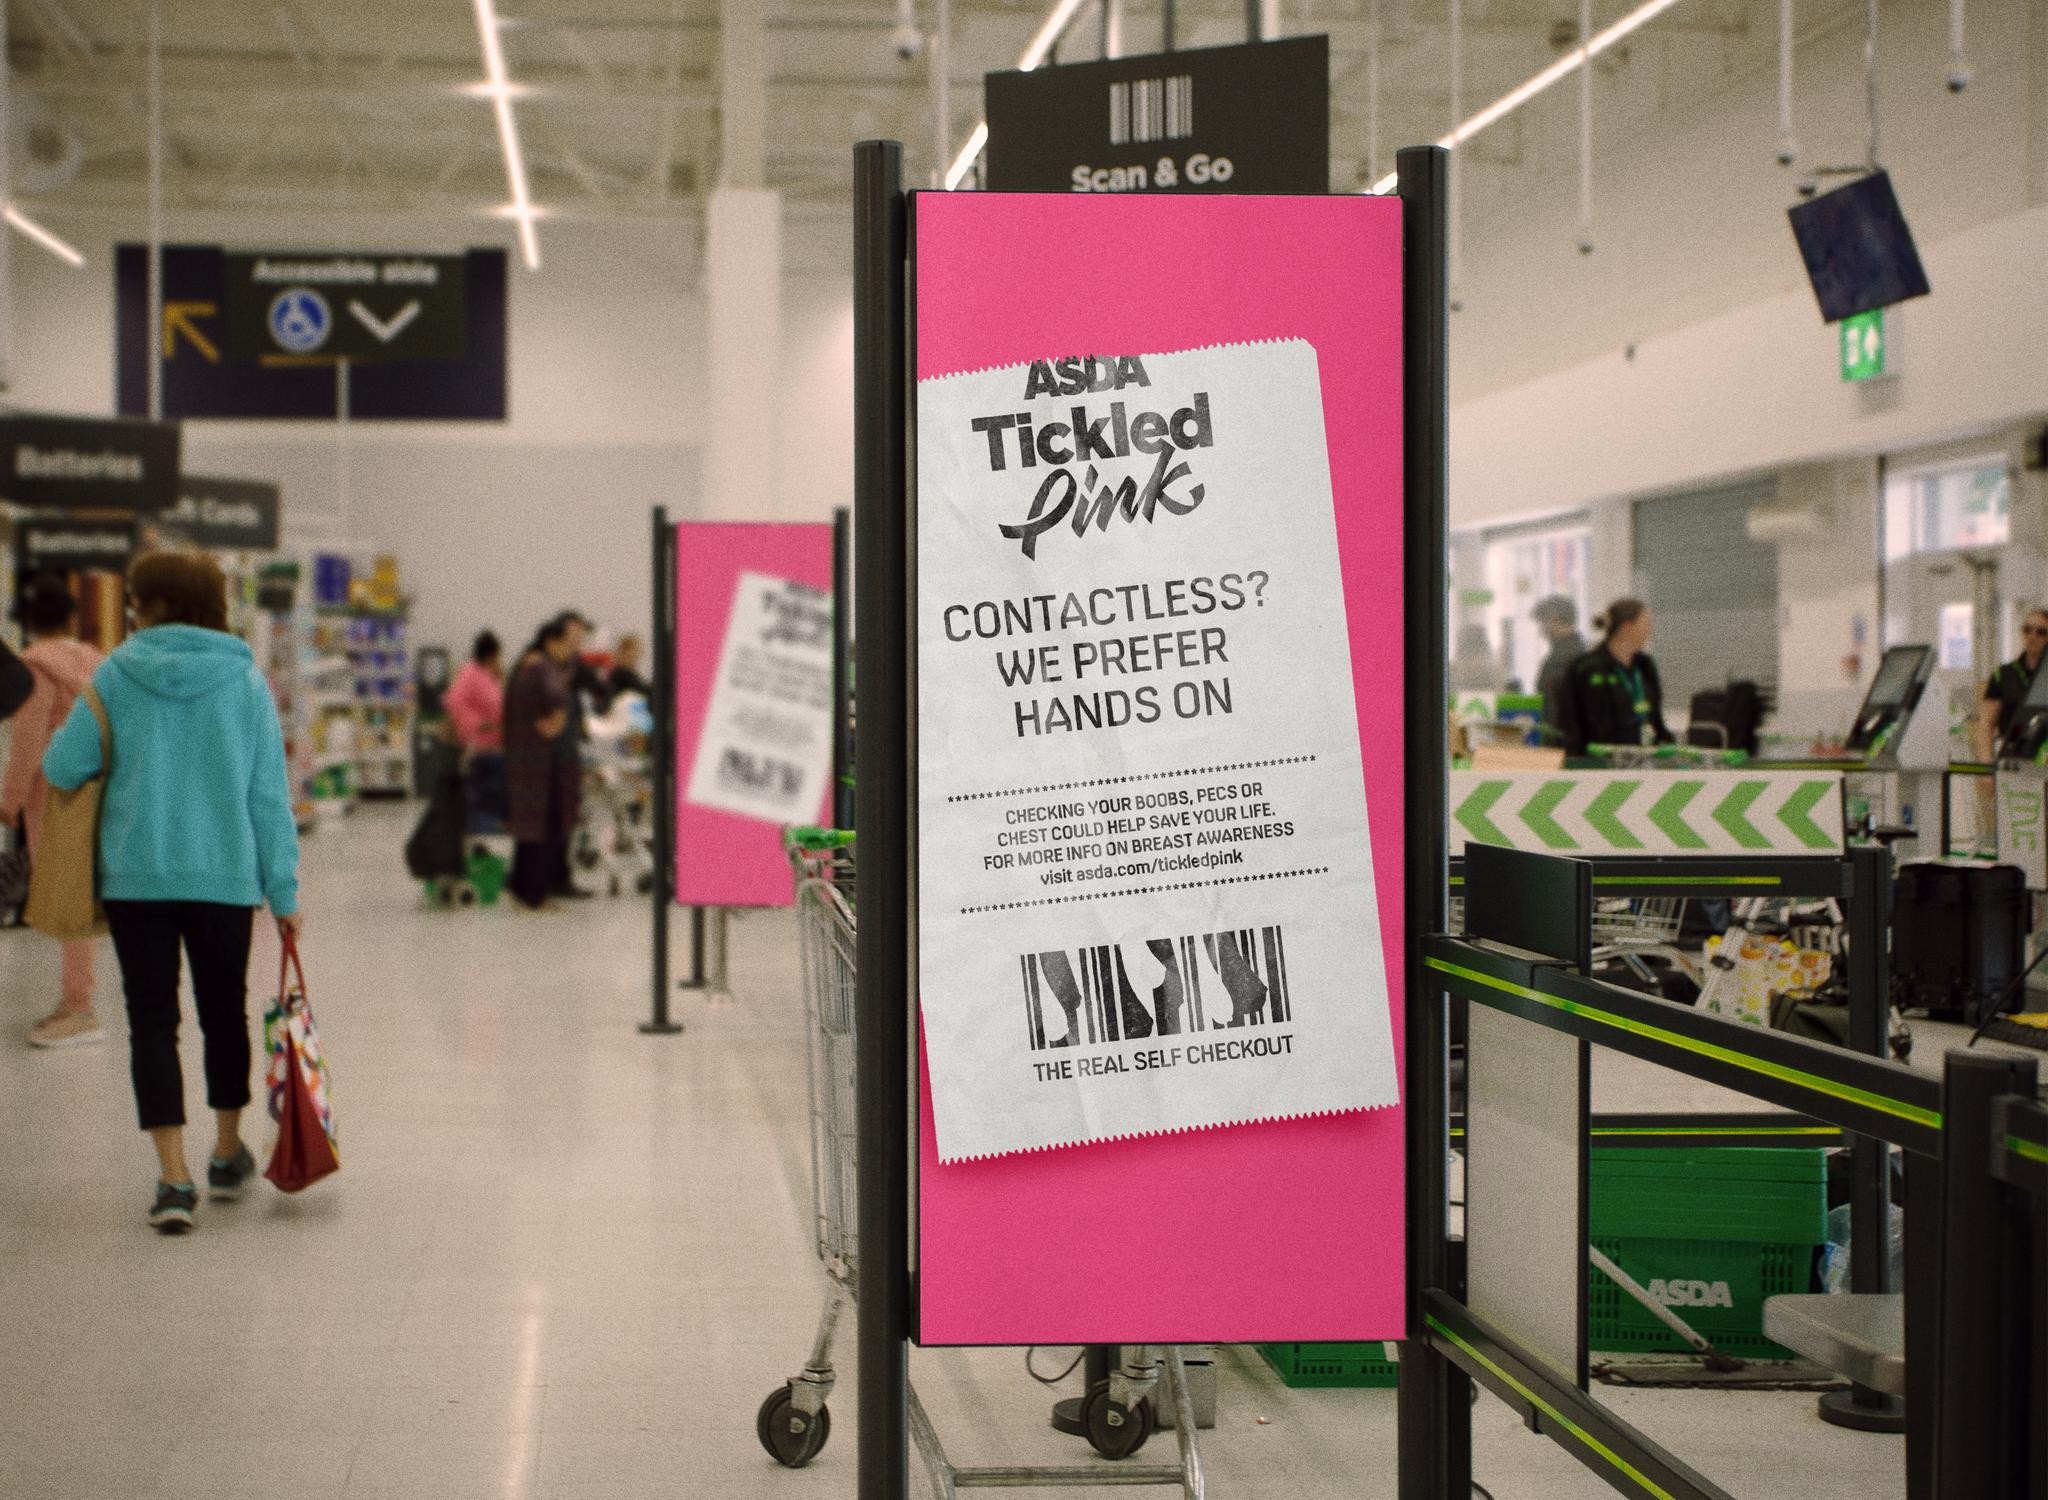 Scan & Go
Accessible aisle
Batteries
Batteries
ASDA
Tickled
Pink
CONTACTLESS?
WE PREFER
HANDS ON
CHECKING YOUR BOOBS, PECS OR
CHEST COULD HELP SAVE YOUR LIFE.
FOR MORE INFO ON BREAST AWARENESS
visit asda.com/tickledpink
THE REAL SELF CHECKOUT
ASDA